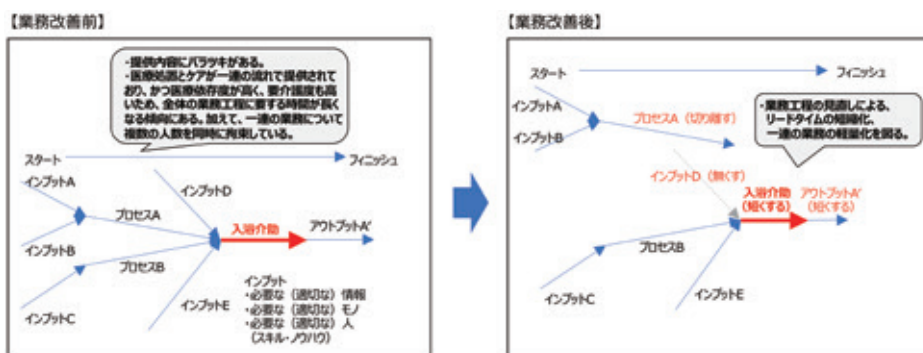 【業務改善前】
・提供内容にバラツキがある。
・医療処置とケアが一連の流れで提供されて
おり、かつ医療依存度が高く、要介護度も高
いため、全体の業務工程に要する時間が長く
なる傾向にある。加えて、一連の業務について
複数の人数を同時に拘束している。
スタート
フィニッシュ
インプットA
インプットD
プロセスA
入浴介助
アウトプットA'
インプットB
プロセスB
インプットC
インプットE
インプット
・必要な（適切な）情報
・必要な（適切な）モノ
・必要な（適切な）人
（スキル・ノウハウ）
【業務改善後】
スタート
フィニッシュ
インプットA
プロセスA（切り離す）
インプットB
・業務工程の見直しによる、
リードタイムの短縮化、
一連の業務の軽量化を図る。
インプットD（無くす）
入浴介助
（短くする）
アウトプットA'
（短くする）
プロセスB
インプットC
インプットE